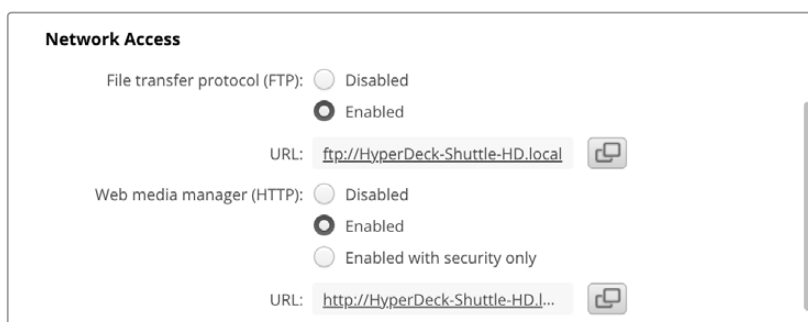 Network Access
File transfer protocol (FTP): Disabled
Enabled
URL: ftp://HyperDeck-Shuttle-HD.local
Web media manager (HTTP): Disabled
Enabled
Enabled with security only
URL: http://HyperDeck-Shuttle-HD.l...